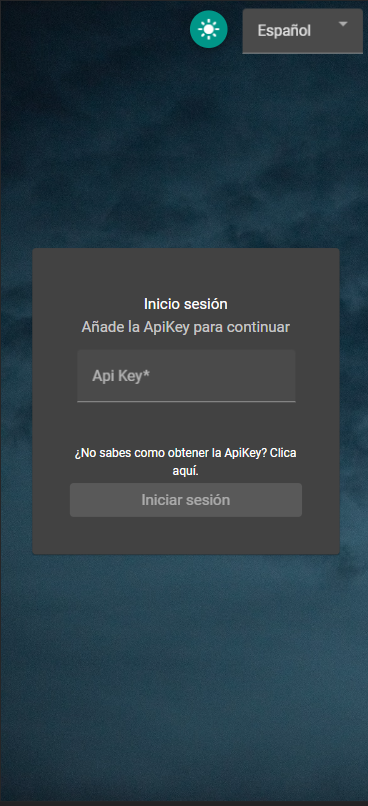 Español
Inicio sesión
Añade la ApiKey para continuar
Api Key*
¿No sabes como obtener la ApiKey? Clica
aquí.
Iniciar sesión